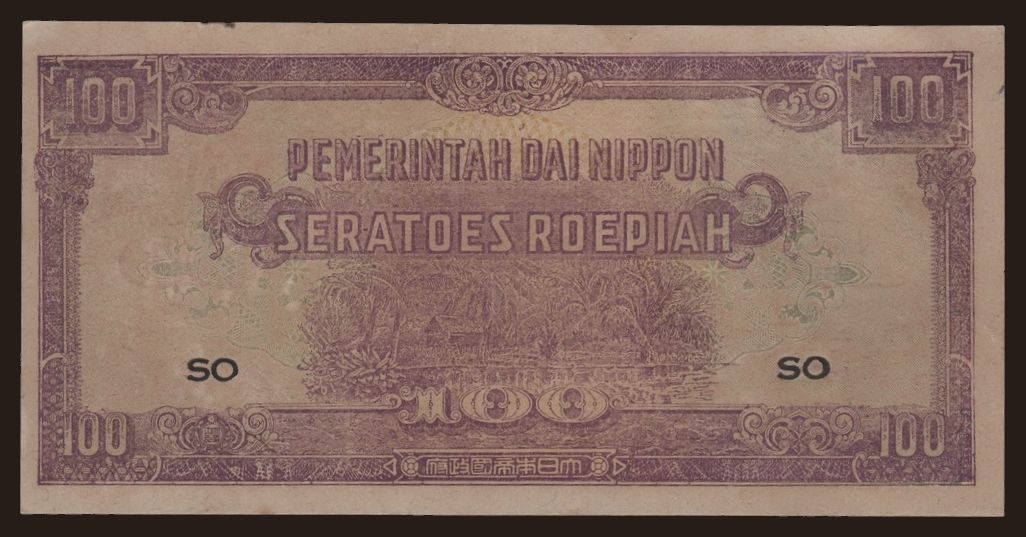 100 100
PEMERINTAH DAI NIPPON
SERATOES ROEPIAH
SO SO
100
100 100
府政國帝本日大